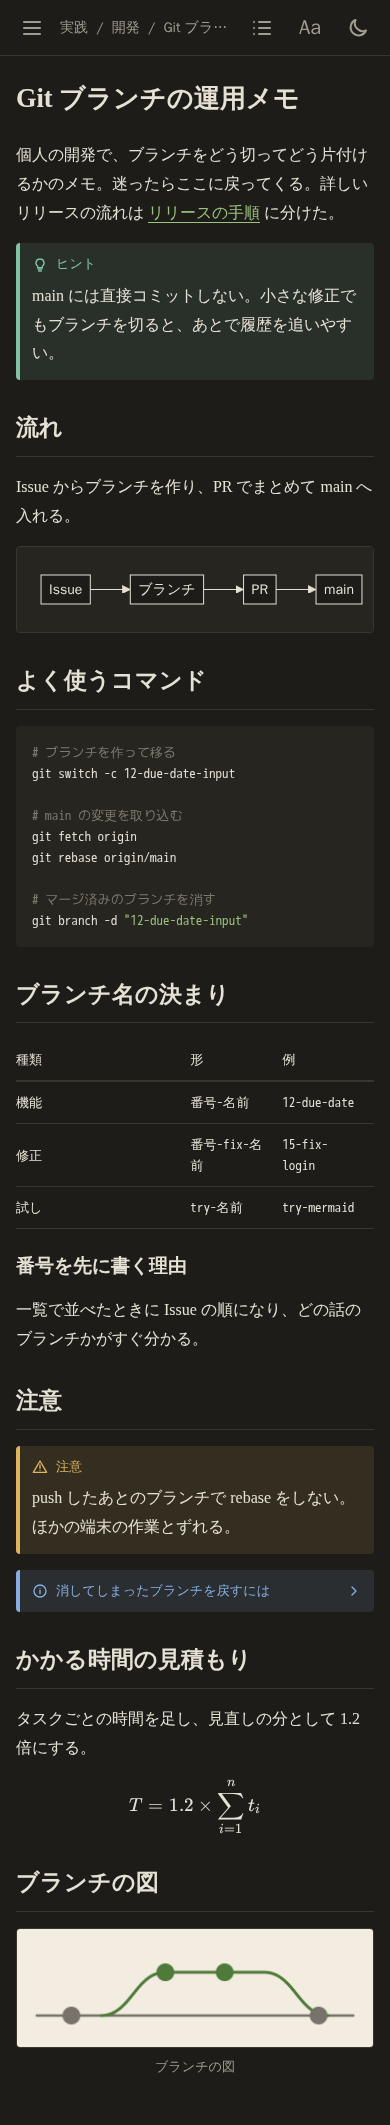 実践 / 開発 / Git ブラ… Aa
Git ブランチの運用メモ
個人の開発で、ブランチをどう切ってどう片付け
るかのメモ。迷ったらここに戻ってくる。詳しい
リリースの流れは リリースの手順 に分けた。
ヒント
main には直接コミットしない。小さな修正で
もブランチを切ると、あとで履歴を追いやす
い。
流れ
Issue からブランチを作り、PR でまとめて main へ
入れる。
Issue ブランチ PR main
よく使うコマンド
# ブランチを作って移る
git switch -c 12-due-date-input
# main の変更を取り込む
git fetch origin
git rebase origin/main
# マージ済みのブランチを消す
git branch -d "12-due-date-input"
ブランチ名の決まり
種類 形 例
機能 番号-名前 12-due-date
修正 番号-fix-名前 15-fix-login
試し try-名前 try-mermaid
番号を先に書く理由
一覧で並べたときに Issue の順になり、どの話の
ブランチかがすぐ分かる。
注意
注意
push したあとのブランチで rebase をしない。
ほかの端末の作業とずれる。
消してしまったブランチを戻すには
かかる時間の見積もり
タスクごとの時間を足し、見直しの分として 1.2
倍にする。
T = 1.2 × ∑_{i=1}^{n} t_i
ブランチの図
ブランチの図